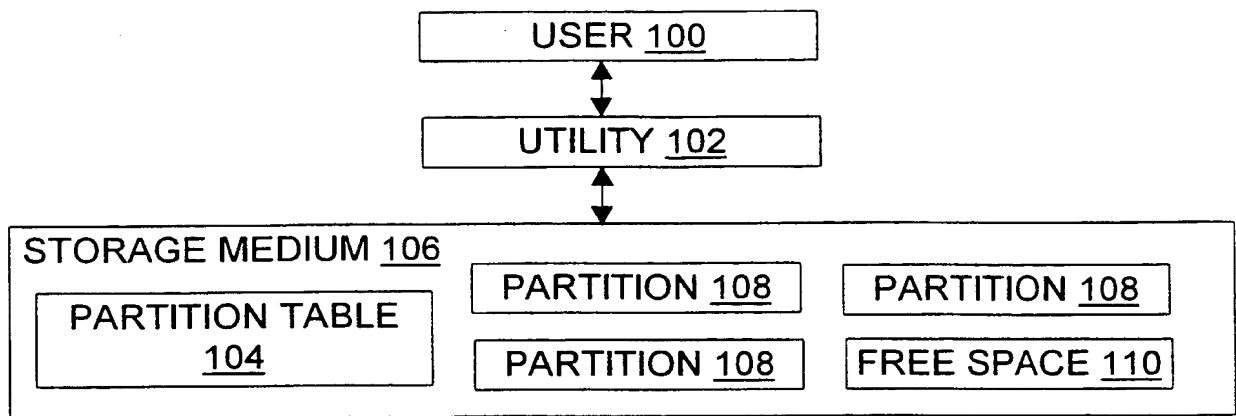 USER 100
UTILITY 102
STORAGE MEDIUM 106
PARTITION TABLE
104
PARTITION 108
PARTITION 108
PARTITION 108
FREE SPACE 110